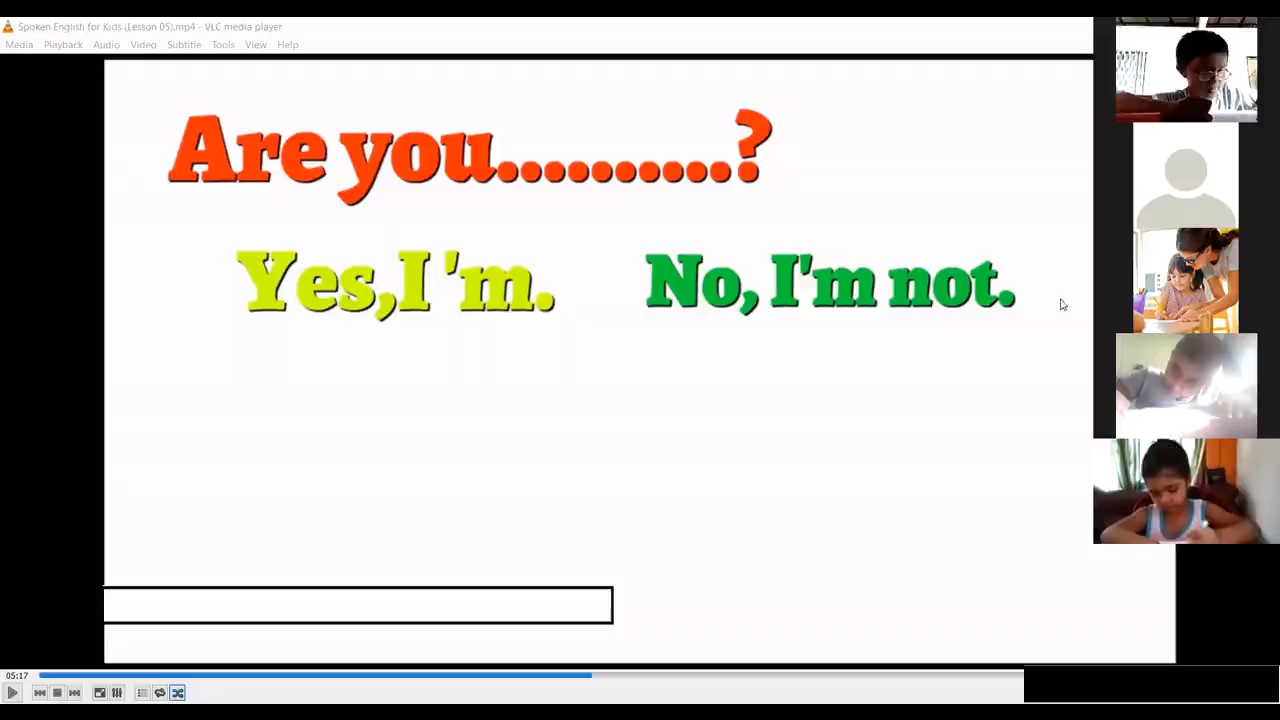 Spoken English for Kids (Lesson 05).mp4 - VLC media player
Media Playback Audio Video Subtitle Tools View Help
Are you..........?
Yes,I 'm. No, I'm not.
05:17